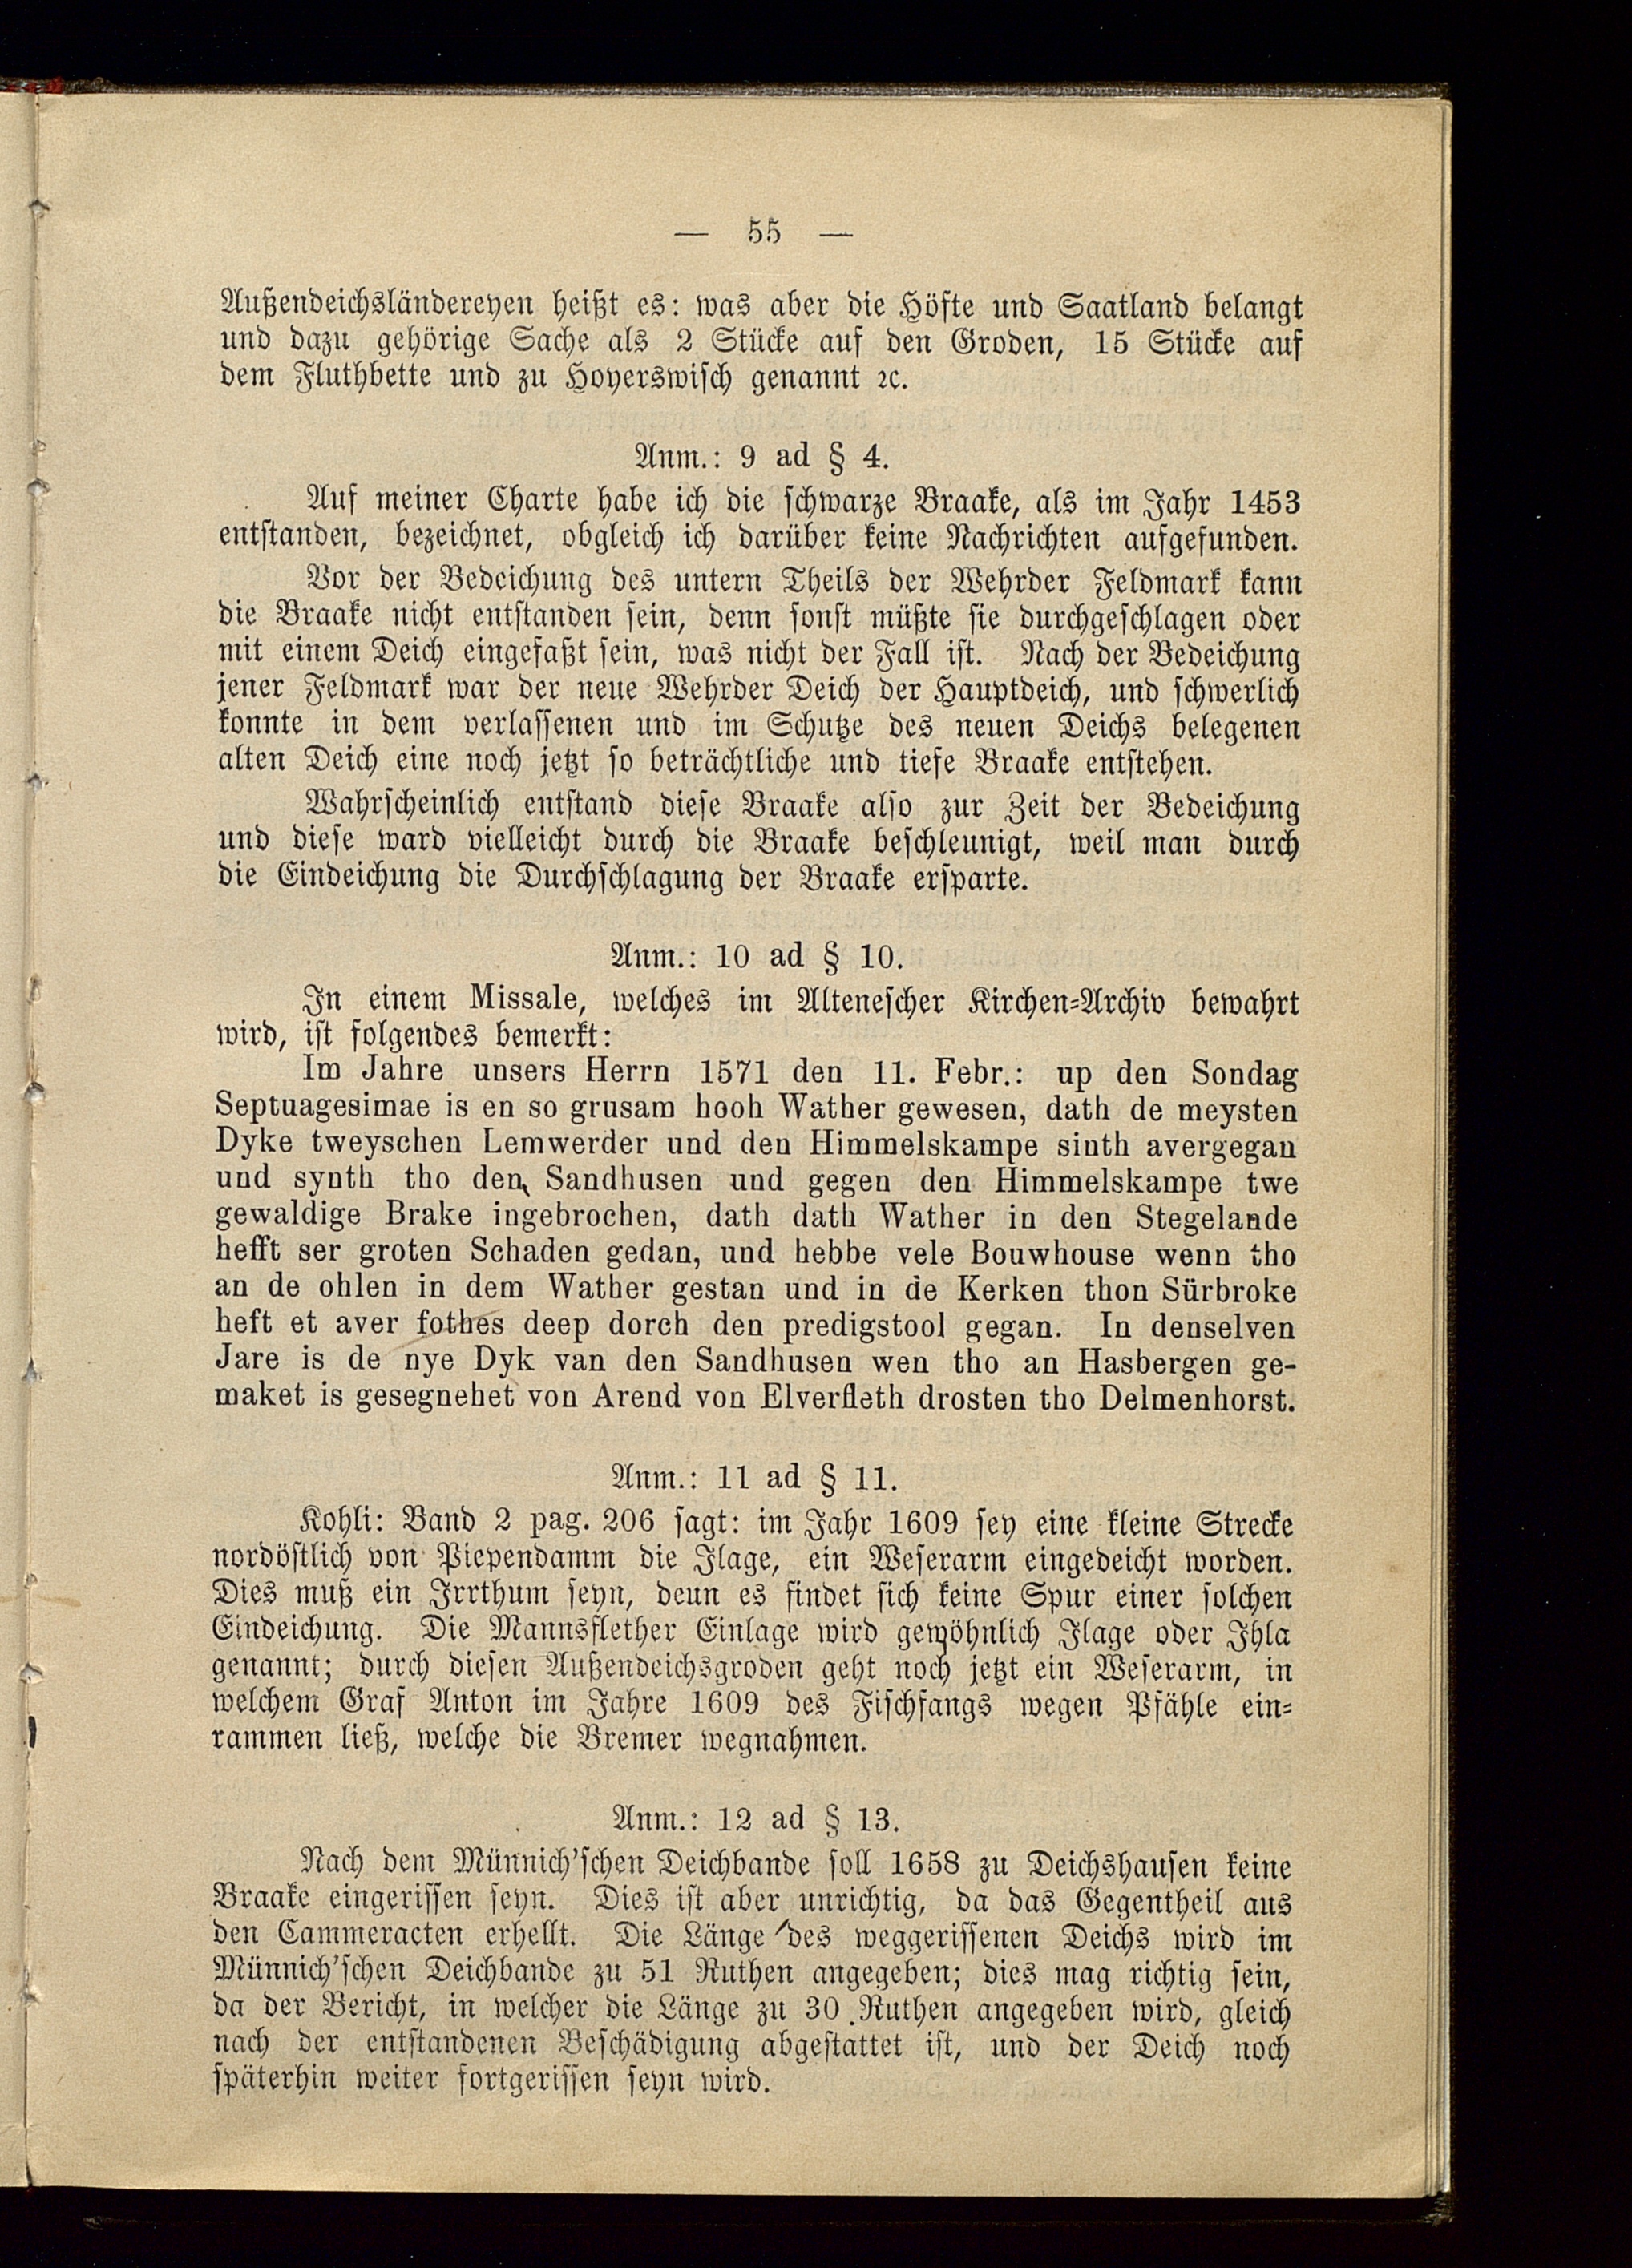 — 55 —
Außendeichsländereyen heißt es: was aber die Höfte und Saatland belangt
und dazu gehörige Sache als 2 Stücke auf den Groden, 15 Stücke auf
dem Fluthbette und zu Hoyerswisch genannt ꝛc.
Anm.: 9 ad § 4.
Auf meiner Charte habe ich die schwarze Braake, als im Jahr 1453
entstanden, bezeichnet, obgleich ich darüber keine Nachrichten aufgefunden.
Vor der Bedeichung des untern Theils der Wehrder Feldmark kann
die Braake nicht entstanden sein, denn sonst müßte sie durchgeschlagen oder
mit einem Deich eingefaßt sein, was nicht der Fall ist. Nach der Bedeichung
jener Feldmark war der neue Wehrder Deich der Hauptdeich, und schwerlich
konnte in dem verlassenen und im Schutze des neuen Deichs belegenen
alten Deich eine noch jetzt so beträchtliche und tiefe Braake entstehen.
Wahrscheinlich entstand diese Braake also zur Zeit der Bedeichung
und diese ward vielleicht durch die Braake beschleunigt, weil man durch
die Eindeichung die Durchschlagung der Braake ersparte.
Anm.: 10 ad § 10.
In einem Missale, welches im Altenescher Kirchen-Archiv bewahrt
wird, ist folgendes bemerkt:
Im Jahre unsers Herrn 1571 den 11. Febr.: up den Sondag
Septuagesimae is en so grusam hooh Wather gewesen, dath de meysten
Dyke tweyschen Lemwerder und den Himmelskampe sinth avergegan
und synth tho den Sandhusen und gegen den Himmelskampe twe
gewaldige Brake ingebrochen, dath dath Wather in den Stegelande
hefft ser groten Schaden gedan, und hebbe vele Bouwhouse wenn tho
an de ohlen in dem Wather gestan und in de Kerken thon Sürbroke
heft et aver fothes deep dorch den predigstool gegan. In denselven
Jare is de nye Dyk van den Sandhusen wen tho an Hasbergen ge-
maket is gesegnehet von Arend von Elverfleth drosten tho Delmenhorst.
Anm.: 11 ad § 11.
Kohli: Band 2 pag. 206 sagt: im Jahr 1609 sey eine kleine Strecke
nordöstlich von Piependamm die Ilage, ein Weserarm eingedeicht worden.
Dies muß ein Irrthum seyn, deun es findet sich keine Spur einer solchen
Eindeichung. Die Mannsflether Einlage wird gewöhnlich Ilage oder Ihla
genannt; durch diesen Außendeichsgroden geht noch jetzt ein Weserarm, in
welchem Graf Anton im Jahre 1609 des Fischfangs wegen Pfähle ein-
rammen ließ, welche die Bremer wegnahmen.
Anm.: 12 ad § 13.
Nach dem Münnich'schen Deichbande soll 1658 zu Deichshausen keine
Braake eingerissen seyn. Dies ist aber unrichtig, da das Gegentheil aus
den Cammeracten erhellt. Die Länge des weggerissenen Deichs wird im
Münnich'schen Deichbande zu 51 Ruthen angegeben; dies mag richtig sein,
da der Bericht, in welcher die Länge zu 30 Ruthen angegeben wird, gleich
nach der entstandenen Beschädigung abgestattet ist, und der Deich noch
späterhin weiter fortgerissen seyn wird.